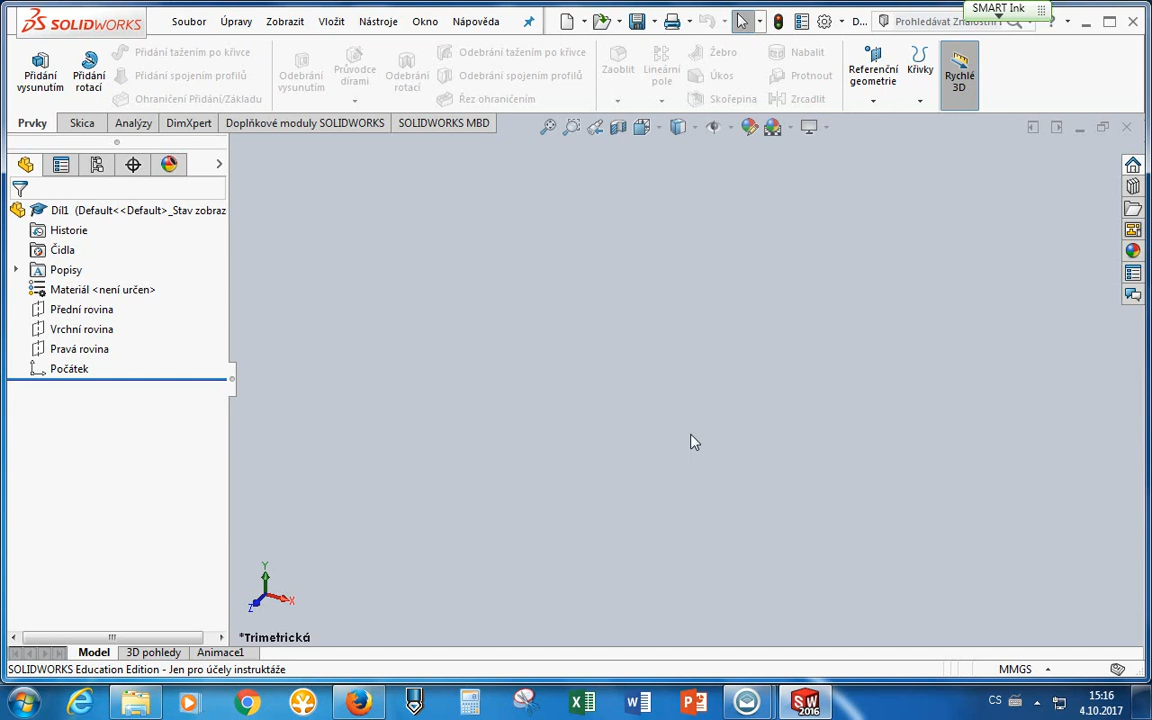 SMART Ink
SOLIDWORKS Soubor Úpravy Zobrazit Vložit Nástroje Okno Nápověda D... Prohledávat Znalostní ?
Přidání vysunutím
Přidání rotací
Přidání tažením po křivce
Přidání spojením profilů
Ohraničení Přidání/Základu
Odebrání vysunutím
Průvodce dírami
Odebrání rotací
Odebrání tažením po křivce
Odebrání spojením profilů
Řez ohraničením
Zaoblit
Lineární pole
Žebro
Úkos
Skořepina
Nabalit
Protnout
Zrcadlit
Referenční geometrie
Křivky
Rychlé 3D
Prvky Skica Analýzy DimXpert Doplňkové moduly SOLIDWORKS SOLIDWORKS MBD
Díl1 (Default<<Default>_Stav zobraz
Historie
Čidla
Popisy
Materiál <není určen>
Přední rovina
Vrchní rovina
Pravá rovina
Počátek
Y
X
Z
*Trimetrická
Model 3D pohledy Animace1
SOLIDWORKS Education Edition - Jen pro účely instruktáže MMGS
CS 15:16
4.10.2017
SW
2016